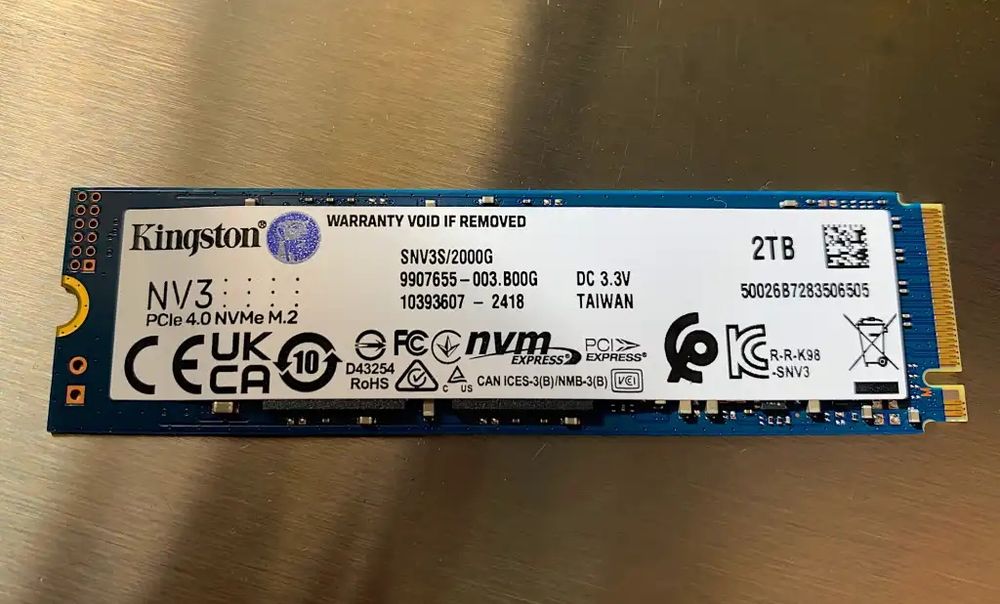 Kingston®
WARRANTY VOID IF REMOVED
SNV3S/2000G
9907655-003.B00G DC 3.3V
10393607 - 2418 TAIWAN
2TB
50026B7283506505
NV3
PCIe 4.0 NVMe M.2
CE UKCA 10
D43254
RoHS
FC
nvm EXPRESS
PCI EXPRESS®
C US
CAN ICES-3(B)/NMB-3(B)
VCI
R-R-K98
-SNV3
M